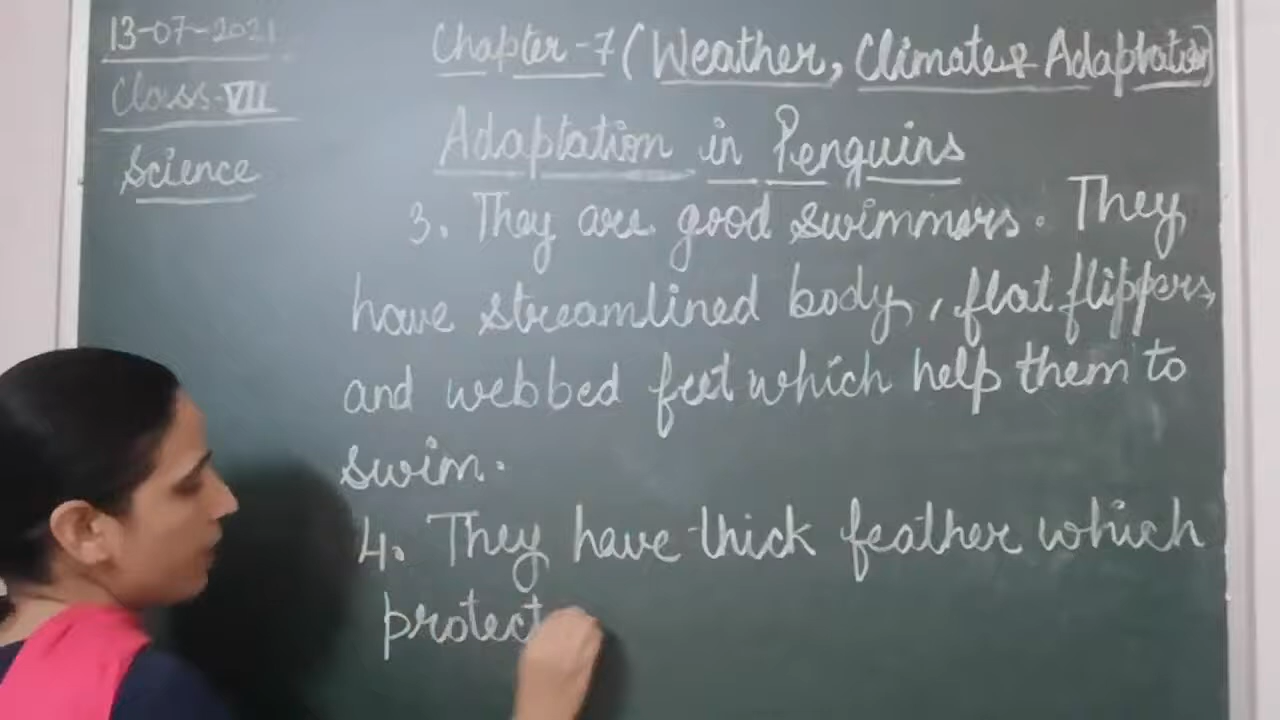 13-07-2021
Class-VII
Science
Chapter-7 (Weather, Climate & Adaptation)
Adaptation in Penguins
3. They are good swimmers. They
have streamlined body, flat flippers,
and webbed feet which help them to
swim.
4. They have thick feather which
protect